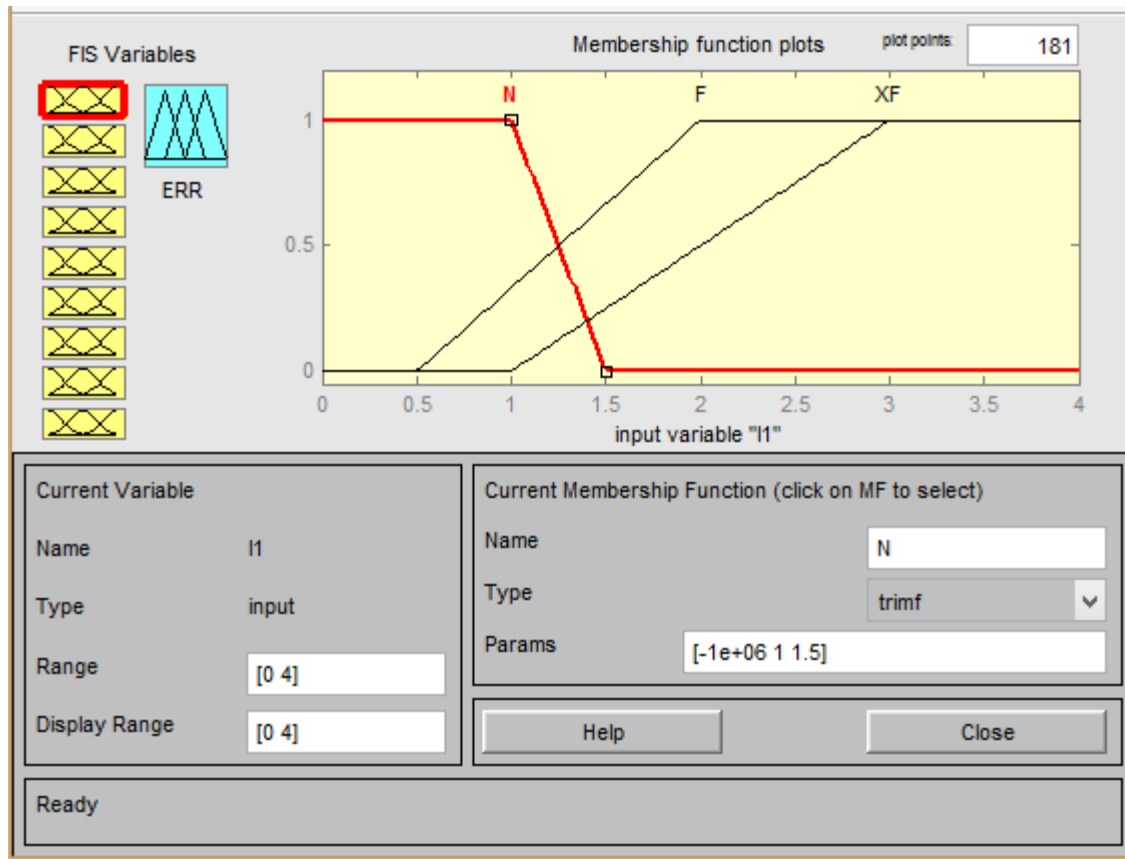 FIS Variables
Membership function plots
plot points:
181
ERR
N
F
XF
1
0.5
0
0
0.5
1
1.5
2
2.5
3
3.5
4
input variable "I1"
Current Variable
Name
I1
Type
input
Range
[0 4]
Display Range
[0 4]
Current Membership Function (click on MF to select)
Name
N
Type
trimf
Params
[-1e+06 1 1.5]
Help
Close
Ready